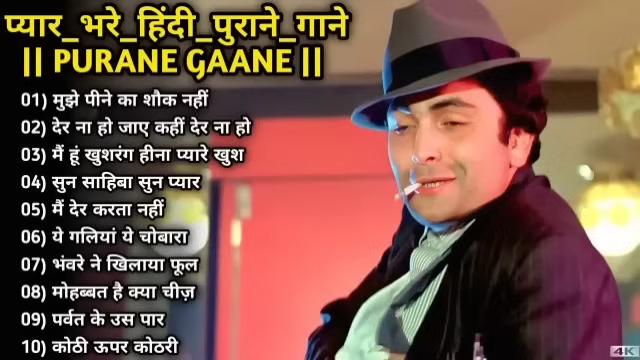 प्यार_भरे_हिंदी_पुराने_गाने
|| PURANE GAANE ||
01) मुझे पीने का शौक नहीं
02) देर ना हो जाए कहीं देर ना हो
03) मैं हूं खुशरंग हीना प्यारे खुश
04) सुन साहिबा सुन प्यार
05) मैं देर करता नहीं
06) ये गलियां ये चोबारा
07) भंवरे ने खिलाया फूल
08) मोहब्बत है क्या चीज़
09) पर्वत के उस पार
10) कोठी ऊपर कोठरी
4K